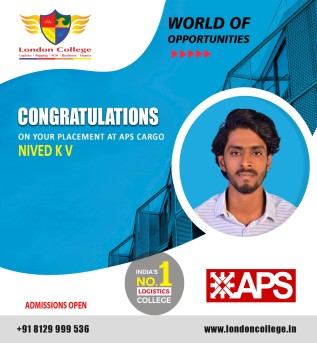 London College
Logistics | Shipping | SCM | Business | Finance
WORLD OF
OPPORTUNITIES
CONGRATULATIONS
ON YOUR PLACEMENT AT APS CARGO
NIVED K V
INDIA'S
NO.1
LOGISTICS
COLLEGE
APS
ADMISSIONS OPEN
+91 8129 999 536
www.londoncollege.in